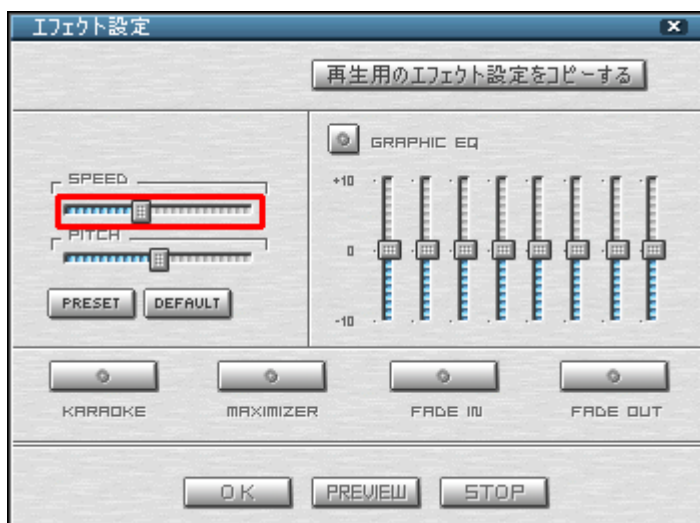 エフェクト設定
再生用のエフェクト設定をコピーする
GRAPHIC EQ
SPEED
+10
PITCH
0
PRESET DEFAULT
-10
KARAOKE MAXIMIZER FADE IN FADE OUT
OK PREVIEW STOP